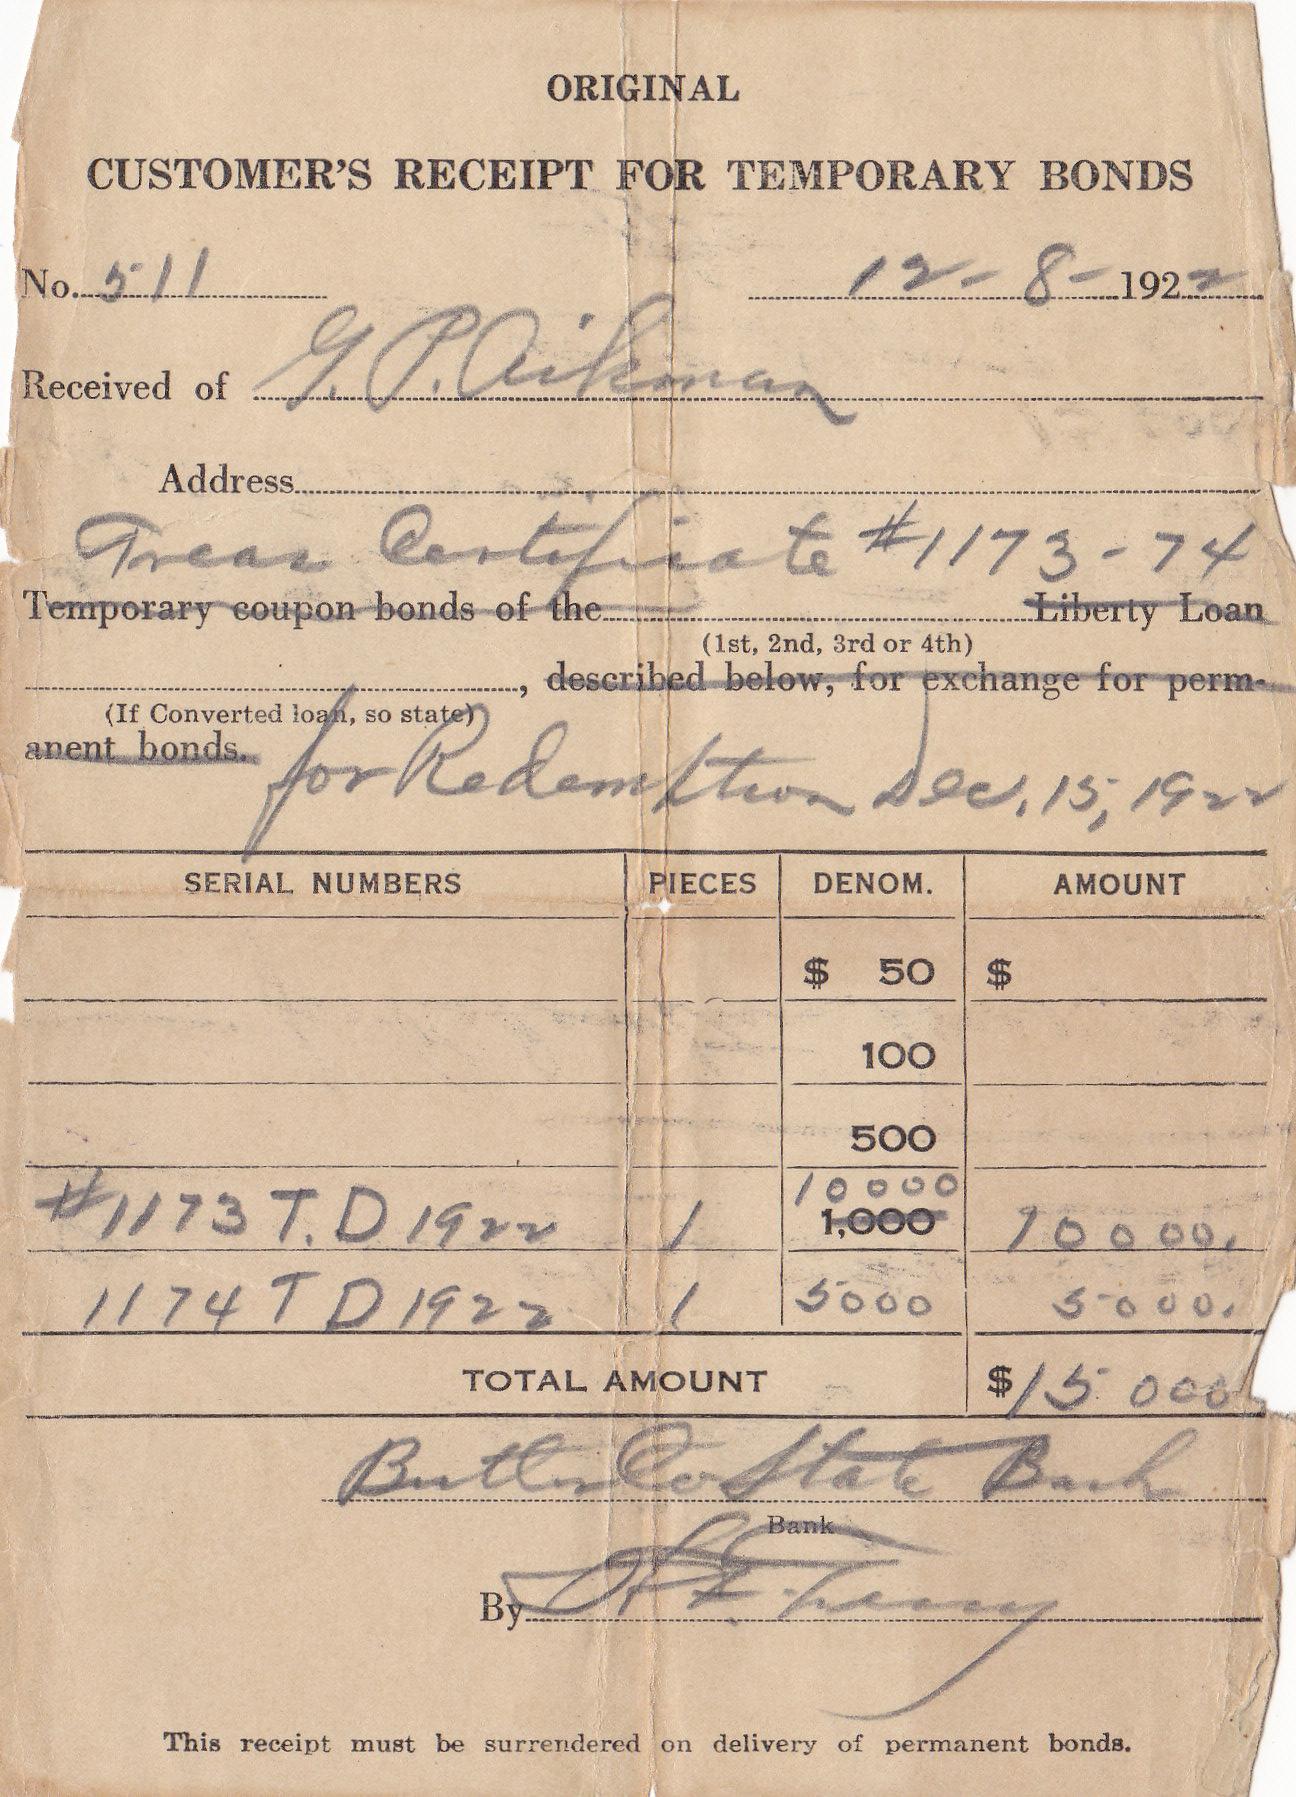 ORIGINAL
CUSTOMER'S RECEIPT FOR TEMPORARY BONDS
No. 511 12-8-1922
Received of G. P. Aikman
Address
Treas Certificate #1173-74
Temporary coupon bonds of the Liberty Loan
(1st, 2nd, 3rd or 4th)
, described below, for exchange for perm-
(If Converted loan, so state)
anent bonds. for Redemption Dec. 15, 1922
SERIAL NUMBERS PIECES DENOM. AMOUNT
$ 50 $
100
500
10000
#1173 T.D 1922 1 1,000 10000.
1174 T D 1922 1 5000 5000.
TOTAL AMOUNT $15000
Butler Co State Bank
Bank
By
This receipt must be surrendered on delivery of permanent bonds.